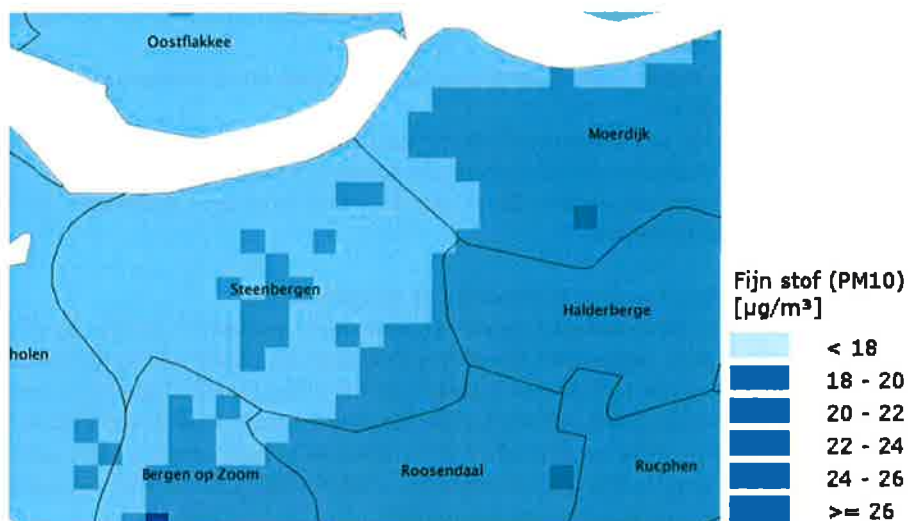 Oostflakkee
Moerdijk
Steenbergen
Halderberge
holen
Bergen op Zoom
Roosendaal
Rucphen
Fijn stof (PM10)
[µg/m³]
< 18
18 - 20
20 - 22
22 - 24
24 - 26
>= 26